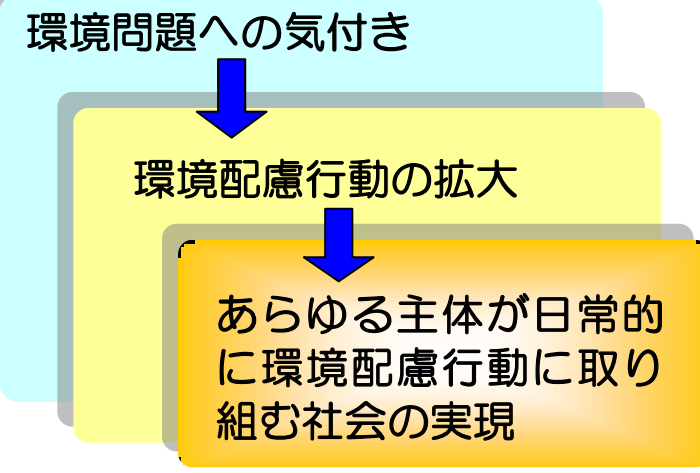 環境問題への気付き
環境配慮行動の拡大
あらゆる主体が日常的
に環境配慮行動に取り
組む社会の実現